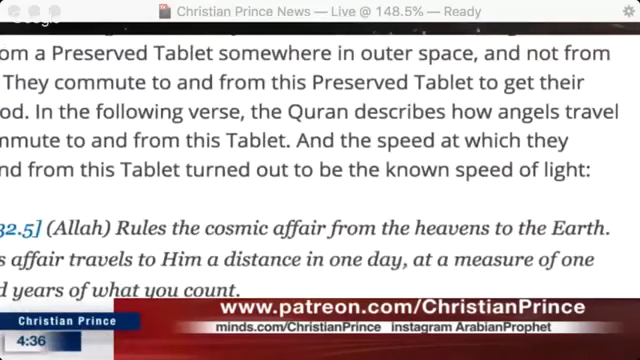 Christian Prince News — Live @ 148.5% — Ready
om a Preserved Tablet somewhere in outer space, and not from
They commute to and from this Preserved Tablet to get their
od. In the following verse, the Quran describes how angels travel
mmute to and from this Tablet. And the speed at which they
nd from this Tablet turned out to be the known speed of light:
32.5] (Allah) Rules the cosmic affair from the heavens to the Earth.
s affair travels to Him a distance in one day, at a measure of one
d years of what you count.
www.patreon.com/ChristianPrince
Christian Prince
minds.com/ChristianPrince instagram ArabianProphet
4:36